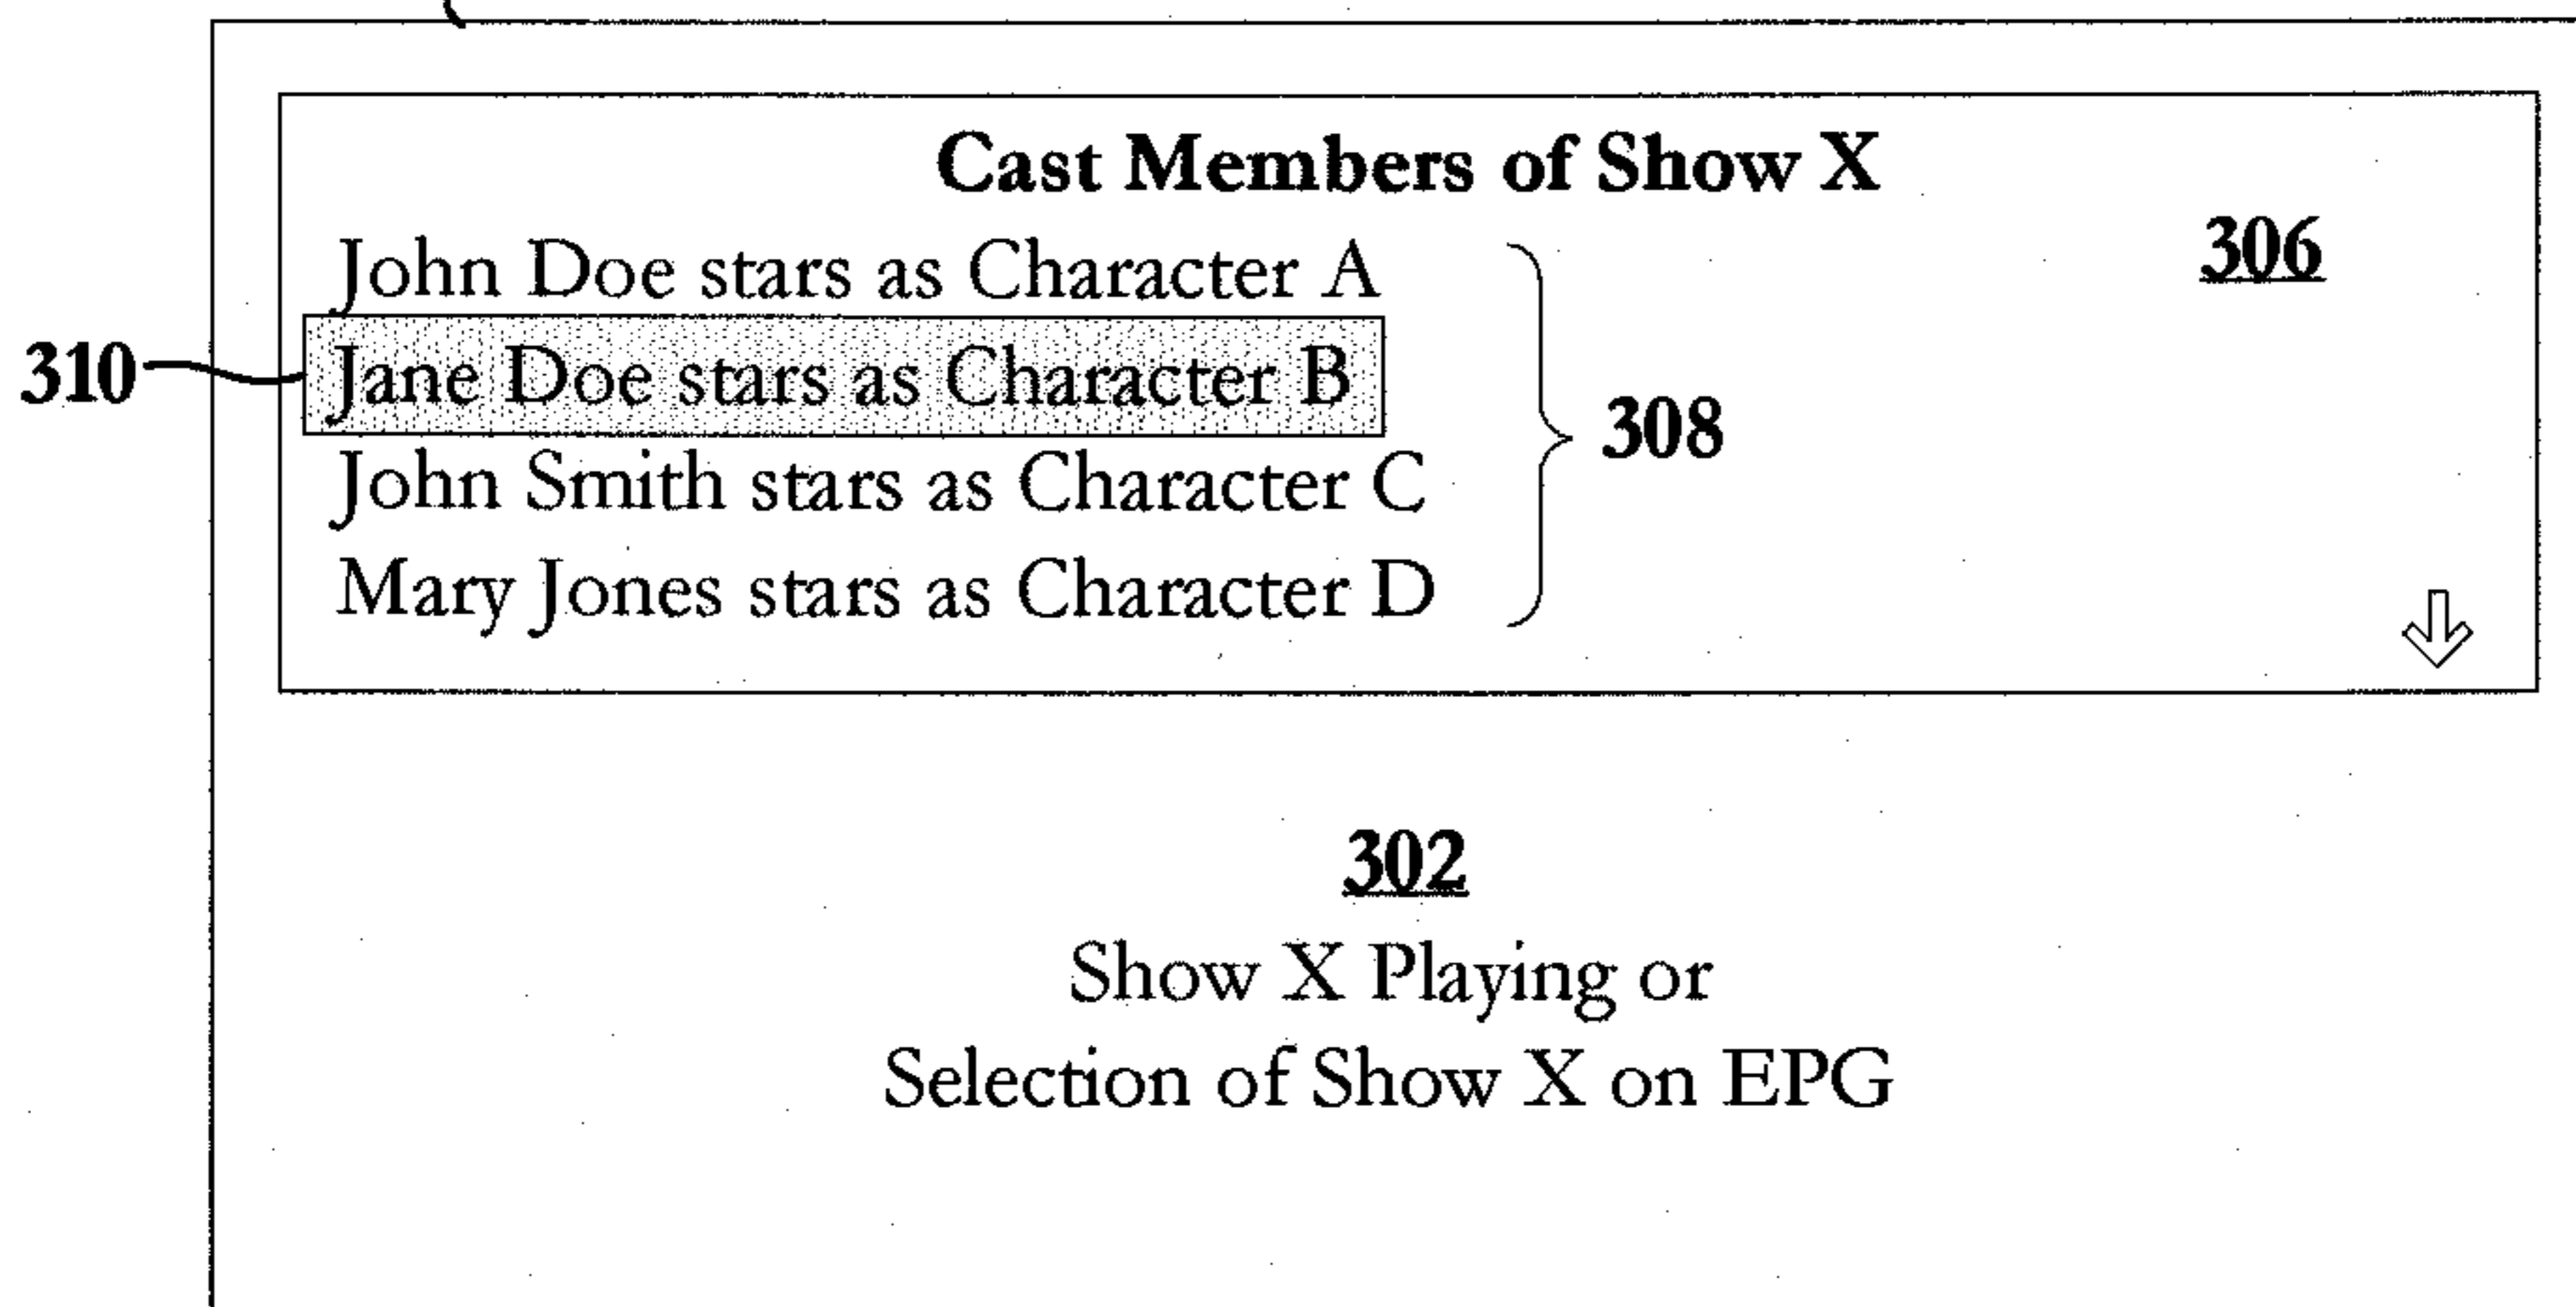 Cast Members of Show X
306
John Doe stars as Character A
310
Jane Doe stars as Character B
308
John Smith stars as Character C
Mary Jones stars as Character D
302
Show X Playing or
Selection of Show X on EPG